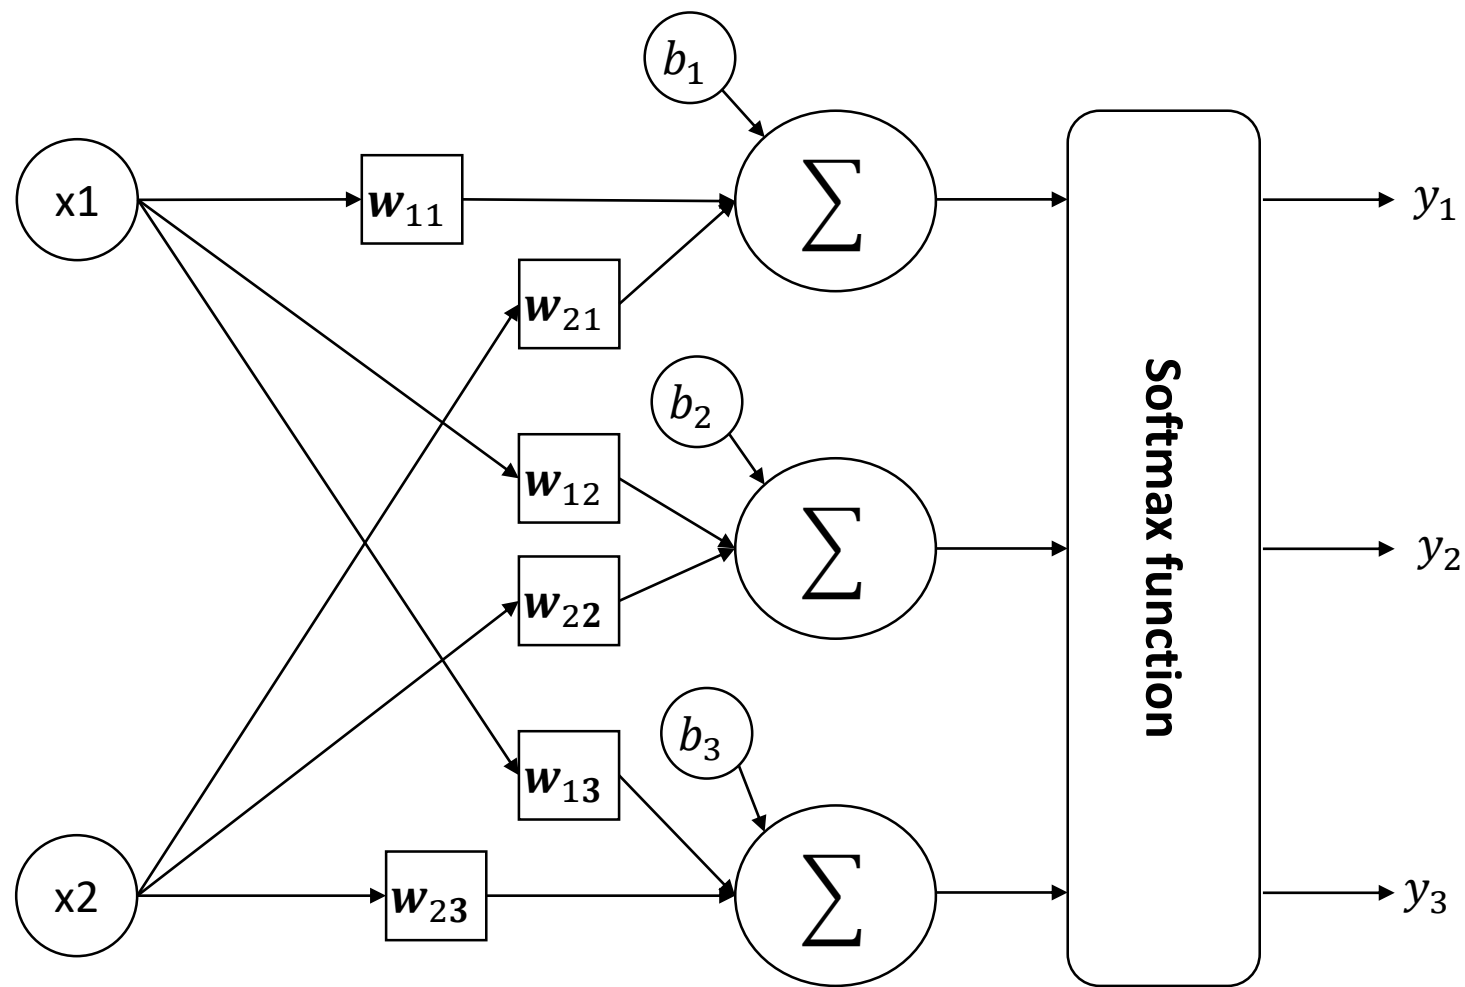 b₁
x1
w₁₁
∑
y₁
w₂₁
b₂
w₁₂
∑
y₂
Softmax function
w₂₂
b₃
w₁₃
x2
w₂₃
∑
y₃